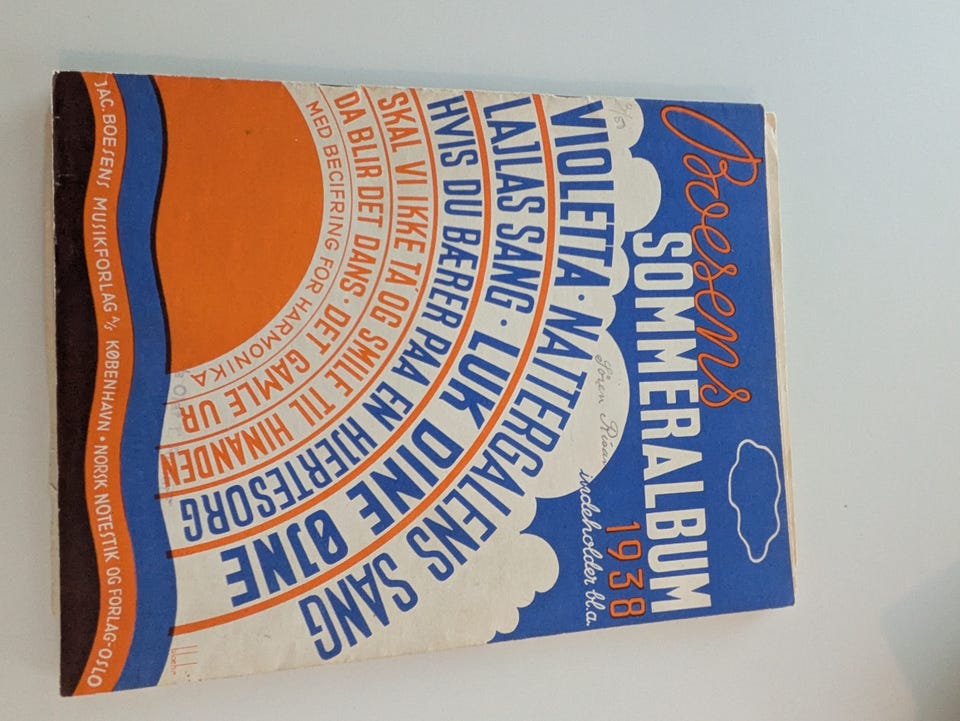 Boesens
SOMMERALBUM
1938
indeholder bl.a.
Sören
VIOLETTA · NATTERGALENS SANG
LAJLAS SANG · LUK DINE ØJNE
HVIS DU BÆRER PAA EN HJERTESORG
SKAL VI IKKE TA' OG SMILE TIL HINANDEN
DA BLIR DET DANS · DET GAMLE UR
MED BECIFRING FOR HARMONIKA
JAC. BOESENS MUSIKFORLAG A/S KØBENHAVN · NORSK NOTESTIK OG FORLAG - OSLO